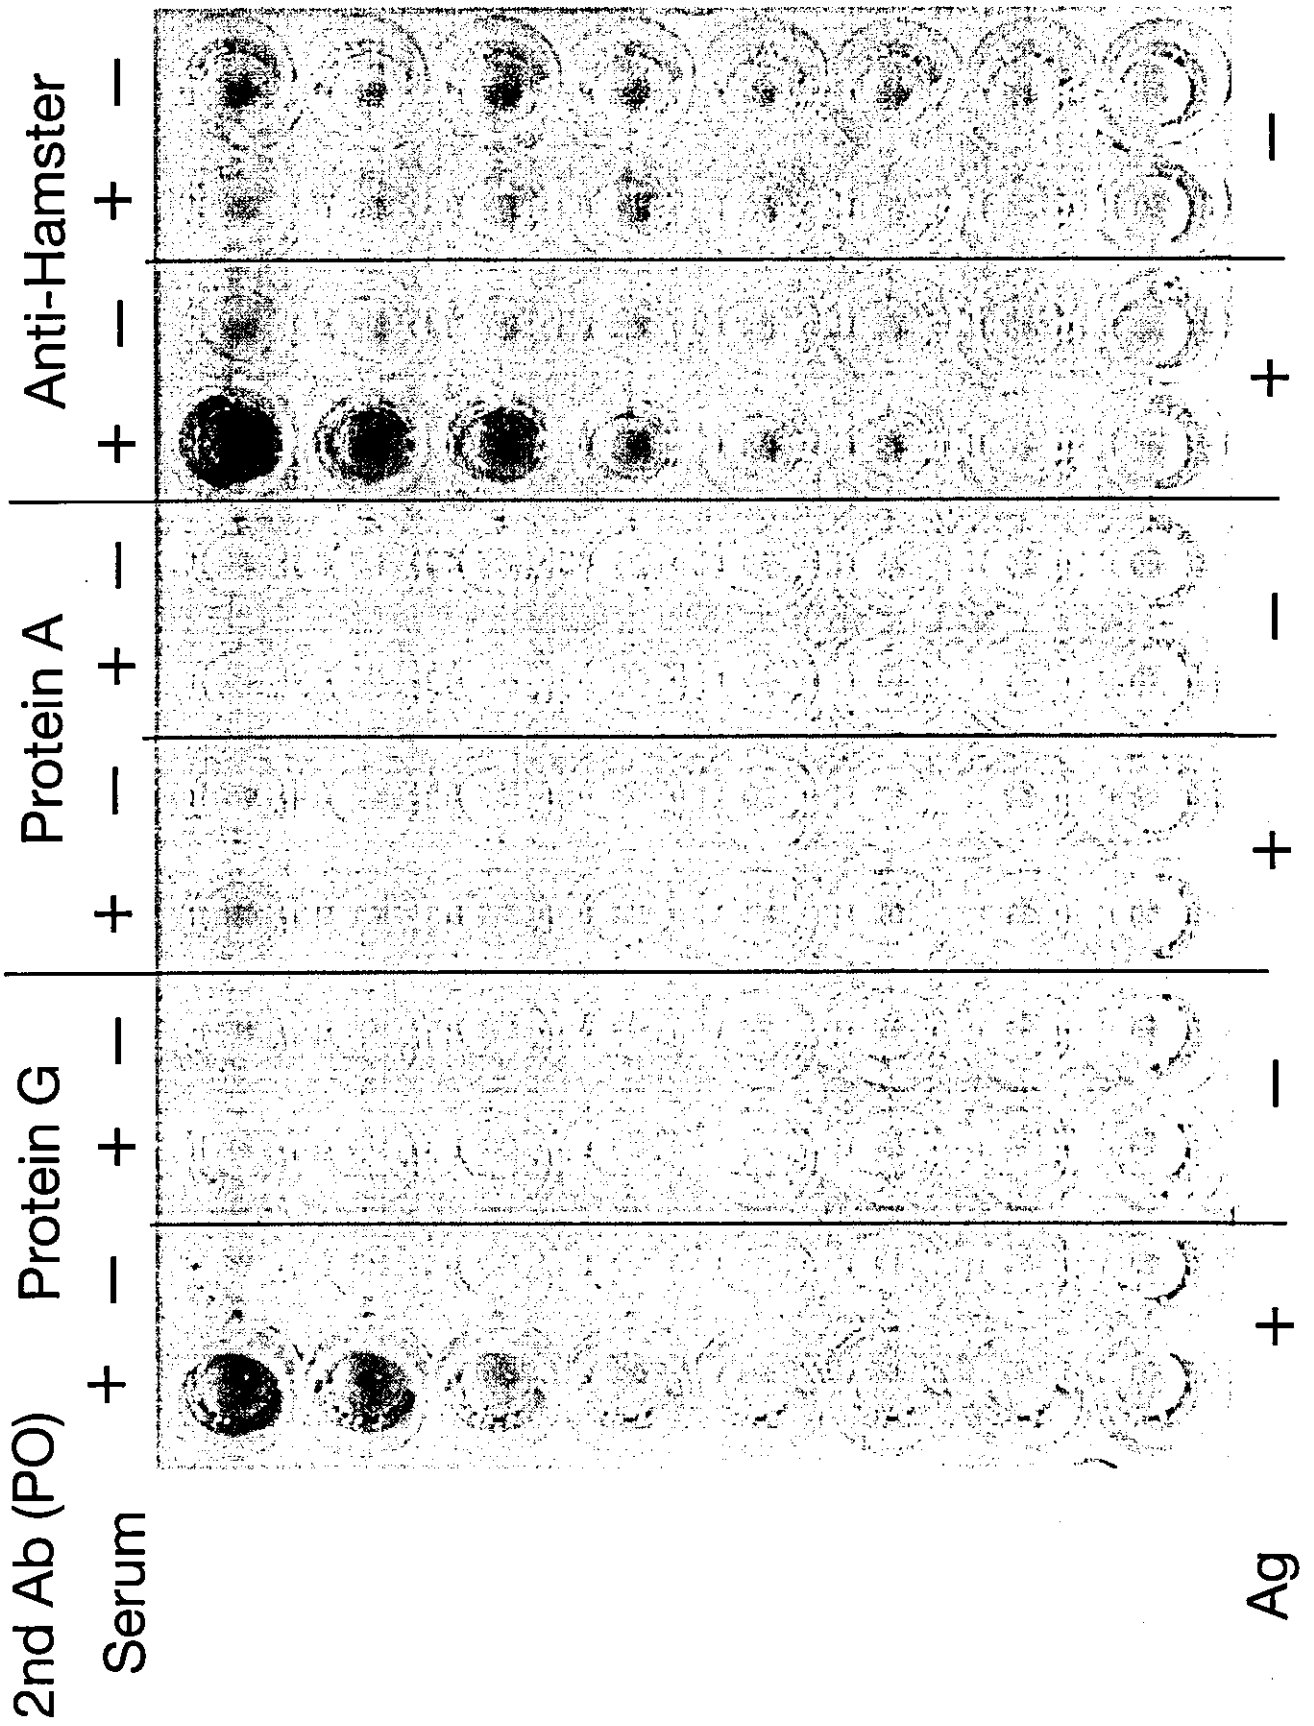 2nd Ab (PO) Protein G Protein A Anti-Hamster
Serum + − + − + − + − + − + −
Ag + − + − + −